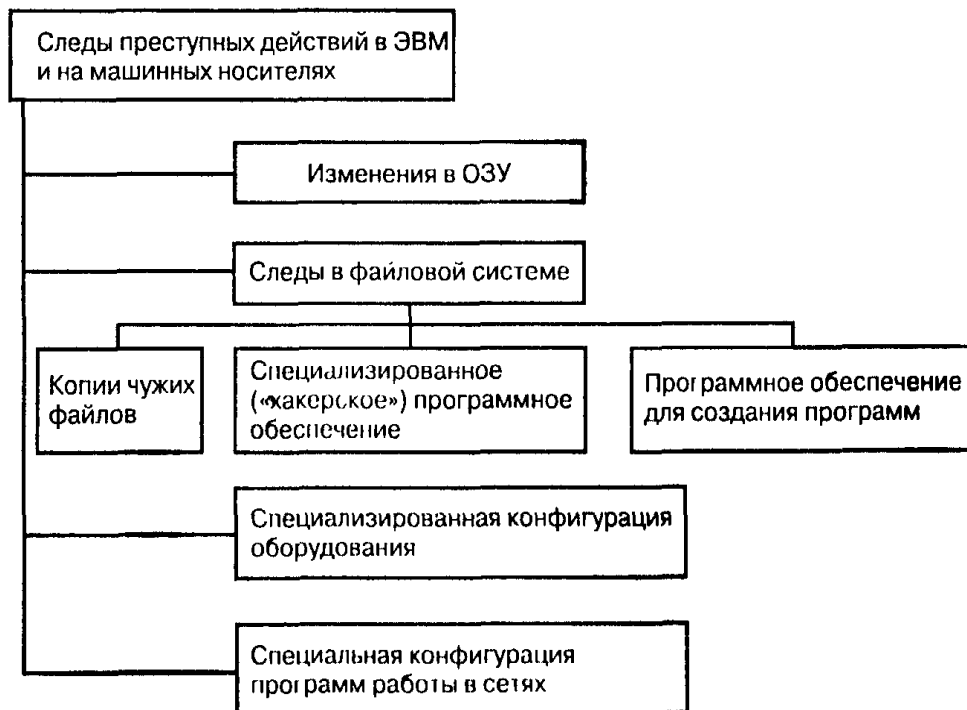 Следы преступных действий в ЭВМ
и на машинных носителях
Изменения в ОЗУ
Следы в файловой системе
Копии чужих
файлов
Специализированное
(«хакерское») программное
обеспечение
Программное обеспечение
для создания программ
Специализированная конфигурация
оборудования
Специальная конфигурация
программ работы в сетях